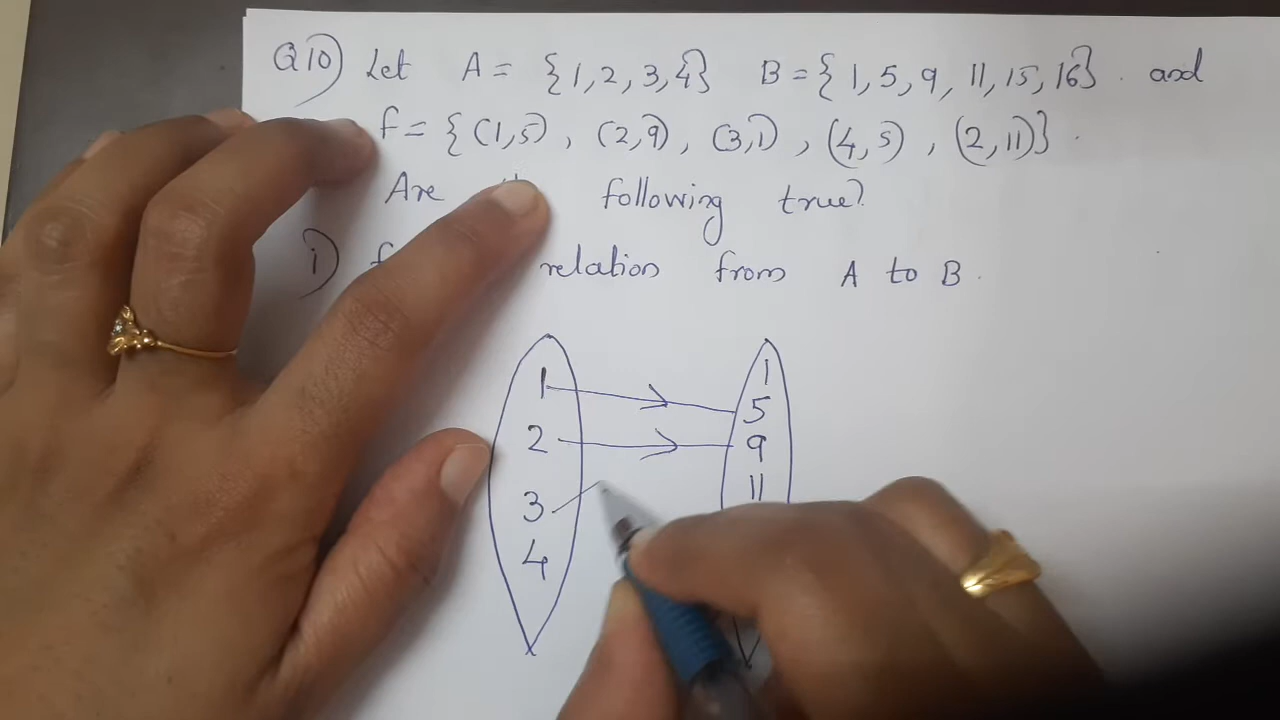 Q10) Let A = {1, 2, 3, 4} B = {1, 5, 9, 11, 15, 16} . and
f = {(1,5) , (2,9) , (3,1) , (4,5) , (2,11)} .
Are following true?
i) f relation from A to B .
1 1
2 5
3 9
4 11